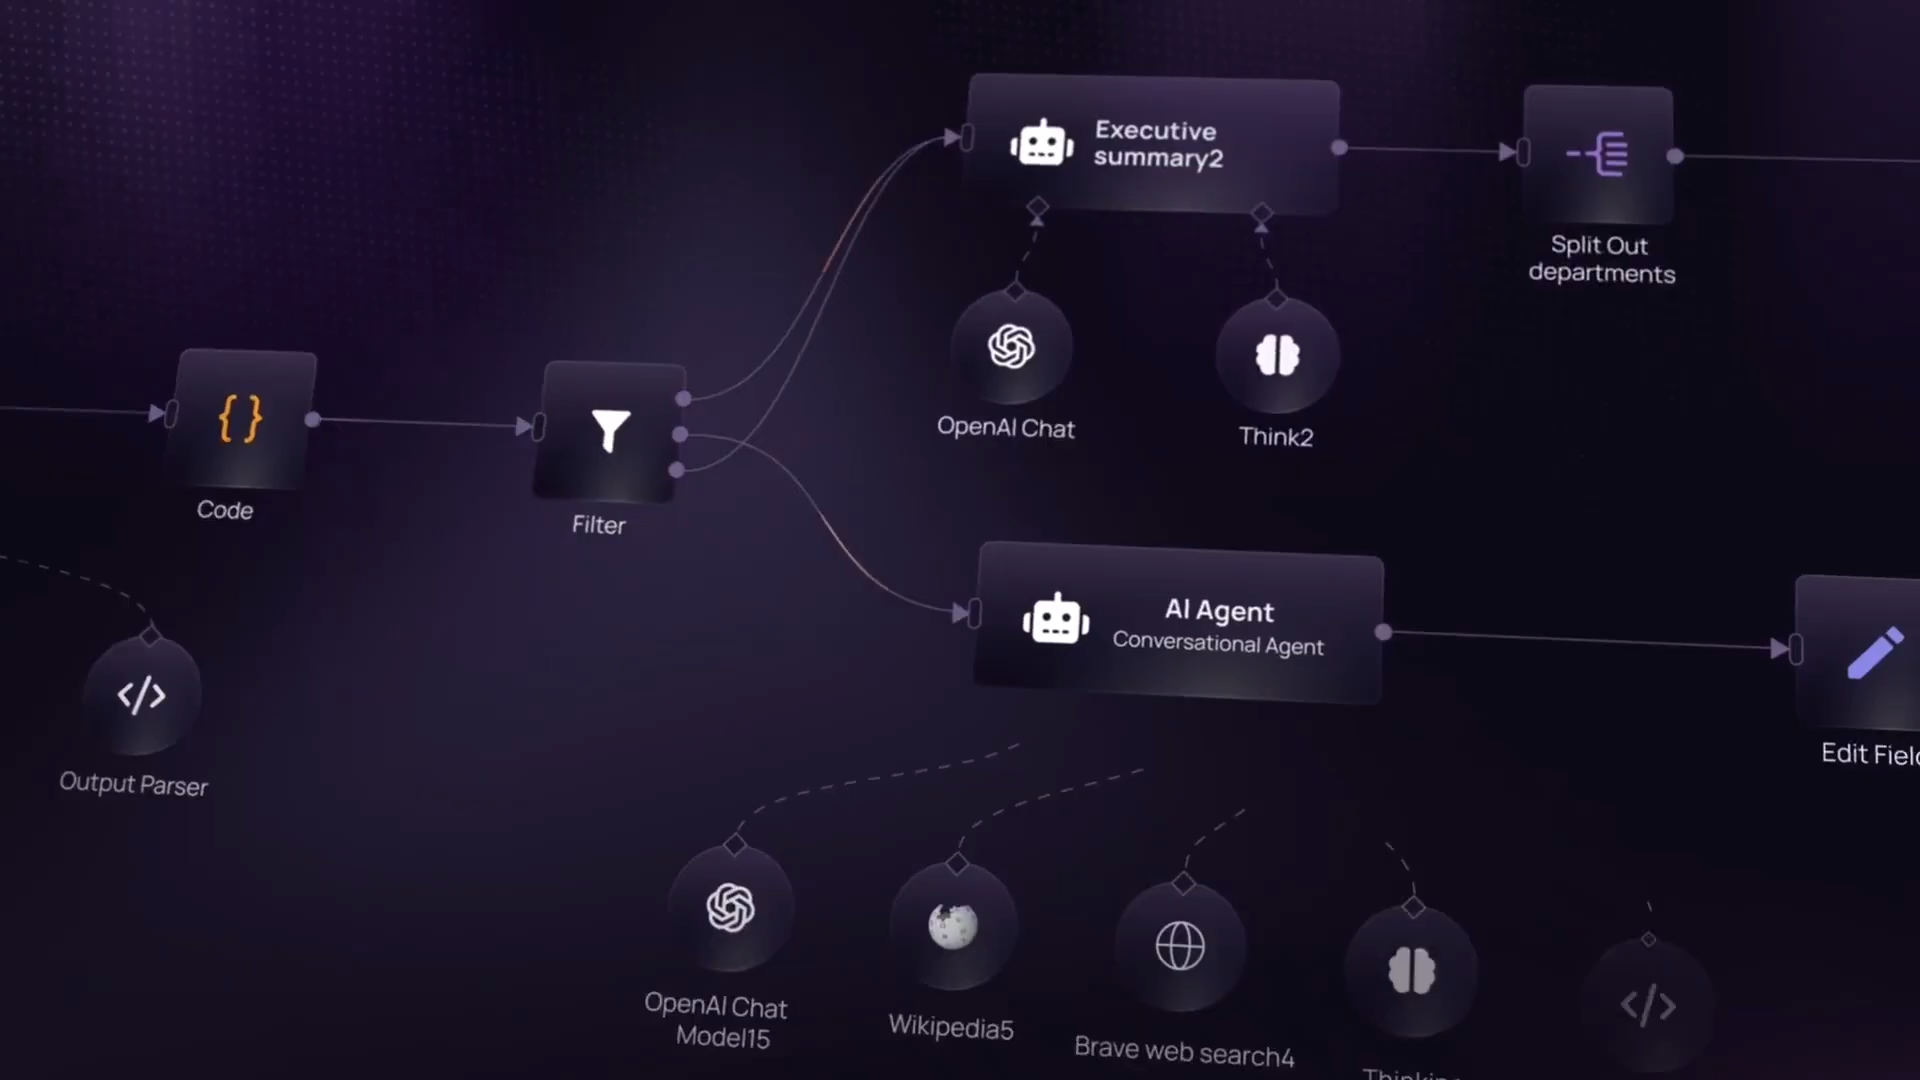 Executive
summary2
Split Out
departments
OpenAI Chat
Think2
Code
Filter
AI Agent
Conversational Agent
Output Parser
Edit
OpenAI Chat
Model15
Wikipedia5
Brave web search4